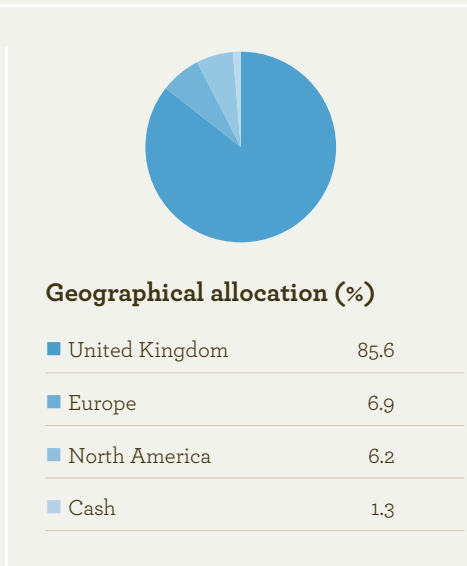 Geographical allocation (%)
United Kingdom 85.6
Europe 6.9
North America 6.2
Cash 1.3